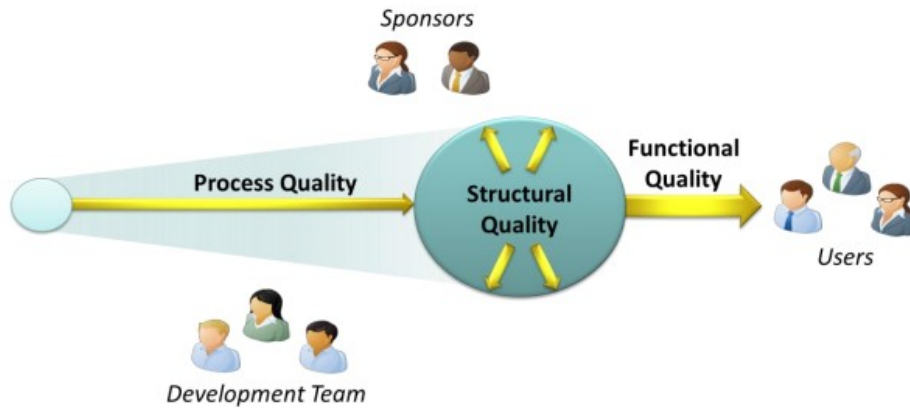 Sponsors
Process Quality
Structural
Quality
Functional
Quality
Users
Development Team